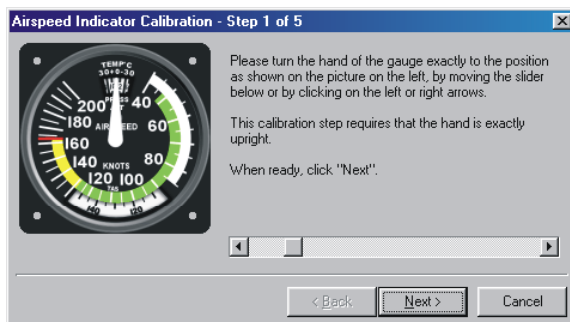 Airspeed Indicator Calibration - Step 1 of 5
TEMP°C
30+0-30
PRESS
200 40
180 AIRSPEED 60
160
140 KNOTS 80
120 100
TAS
140 120
Please turn the hand of the gauge exactly to the position
as shown on the picture on the left, by moving the slider
below or by clicking on the left or right arrows.
This calibration step requires that the hand is exactly
upright.
When ready, click "Next".
< Back
Next >
Cancel